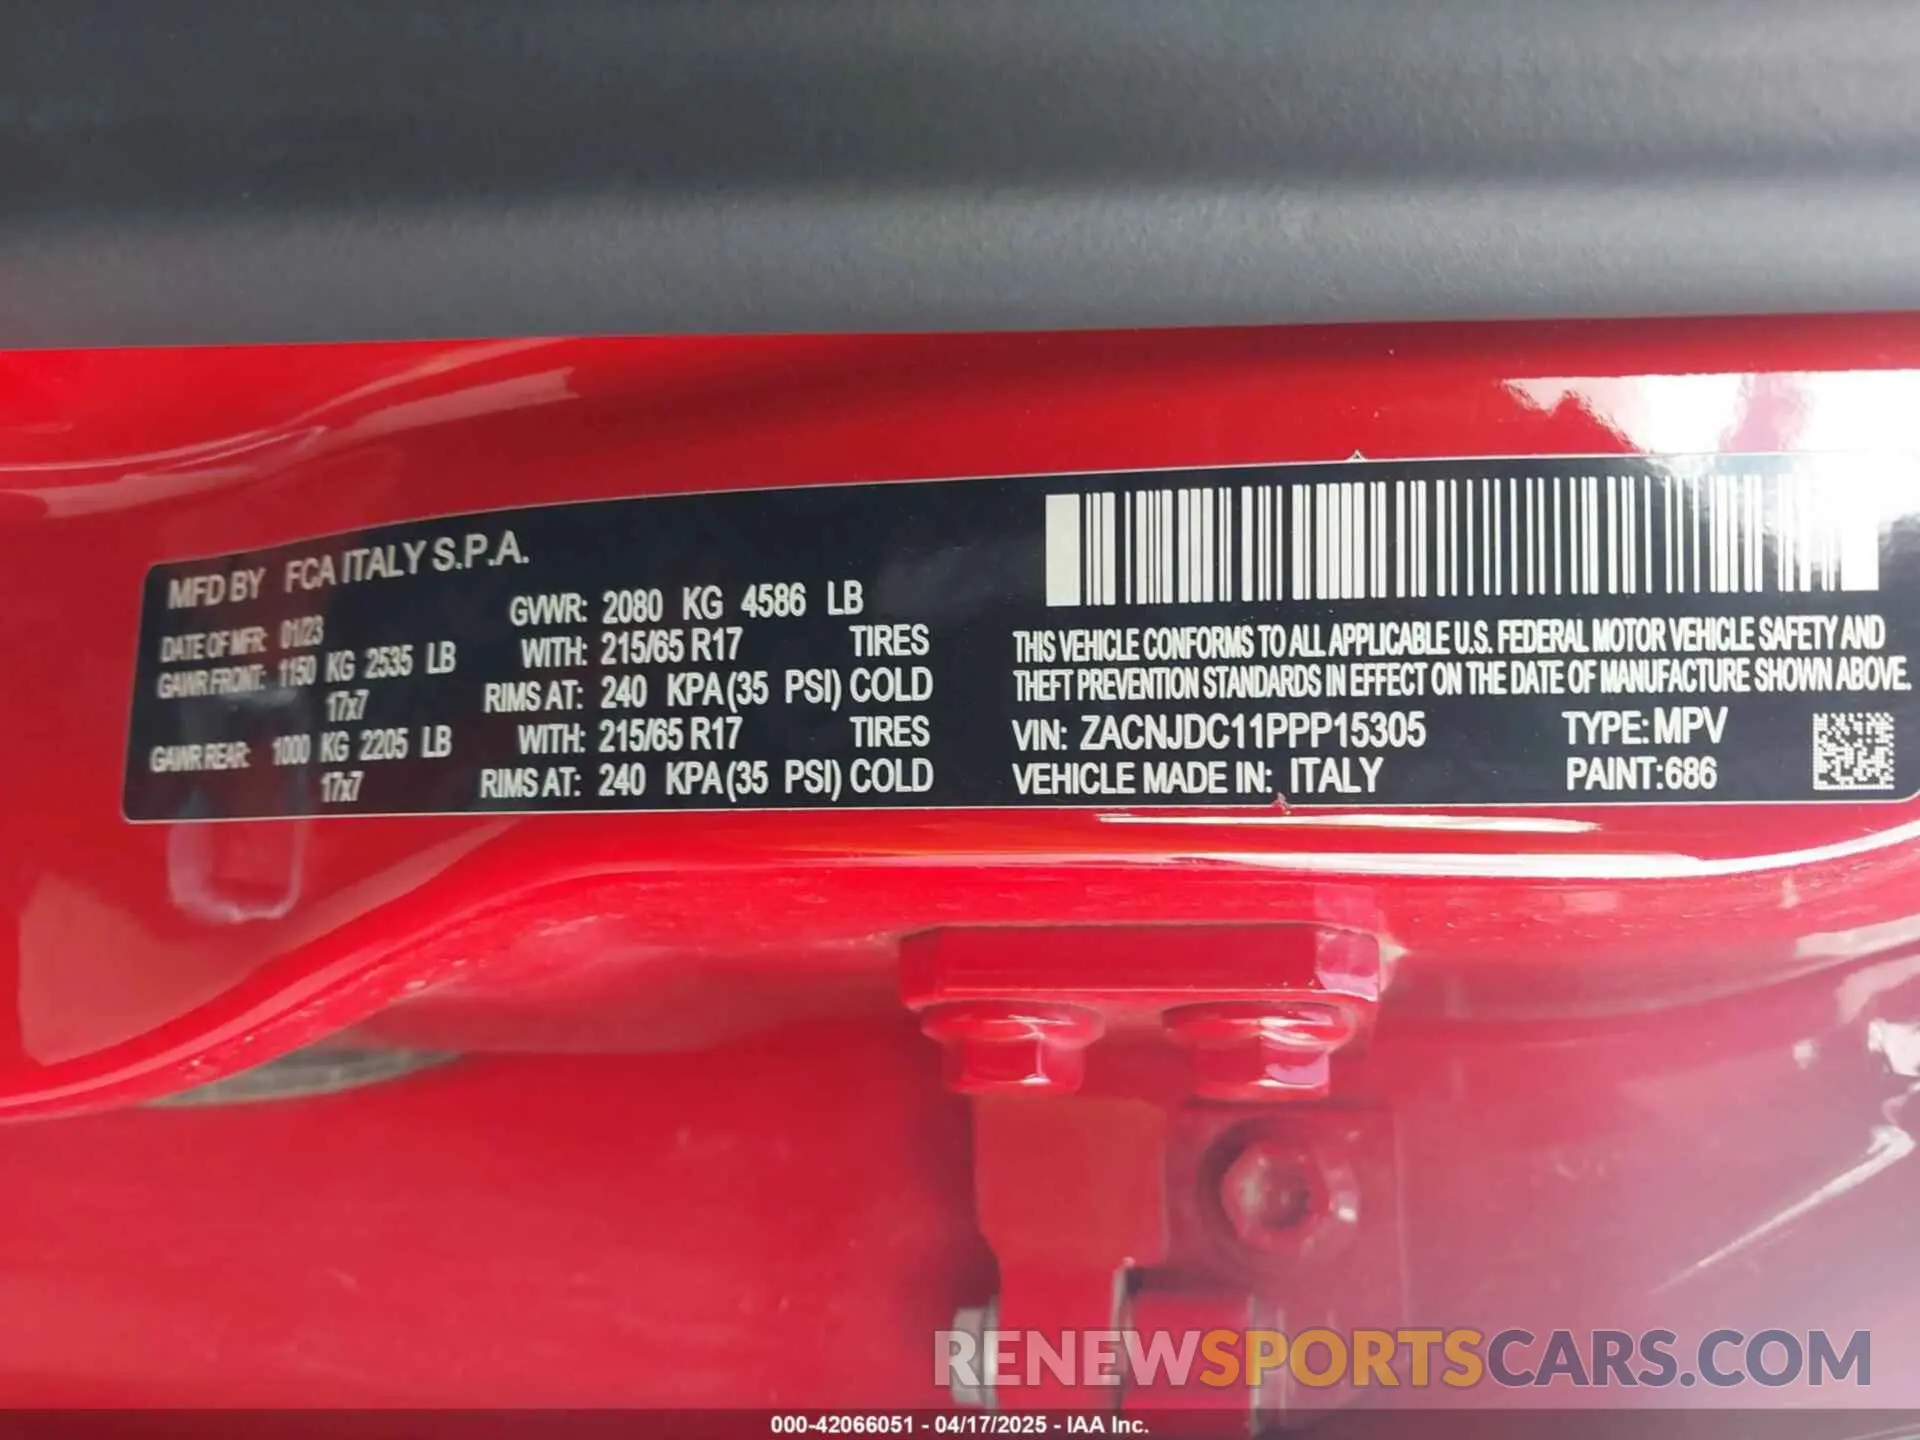 MFD BY FCA ITALY S.P.A.
DATE OF MFR: 01/23 GVWR: 2080 KG 4586 LB
GAWR FRONT: 1150 KG 2535 LB WITH: 215/65 R17 TIRES
17x7 RIMS AT: 240 KPA (35 PSI) COLD
GAWR REAR: 1000 KG 2205 LB WITH: 215/65 R17 TIRES
17x7 RIMS AT: 240 KPA (35 PSI) COLD
THIS VEHICLE CONFORMS TO ALL APPLICABLE U.S. FEDERAL MOTOR VEHICLE SAFETY AND
THEFT PREVENTION STANDARDS IN EFFECT ON THE DATE OF MANUFACTURE SHOWN ABOVE.
VIN: ZACNJDC11PPP15305 TYPE: MPV
VEHICLE MADE IN: ITALY PAINT: 686
RENEWSPORTSCARS.COM
000-42066051 - 04/17/2025 - IAA Inc.